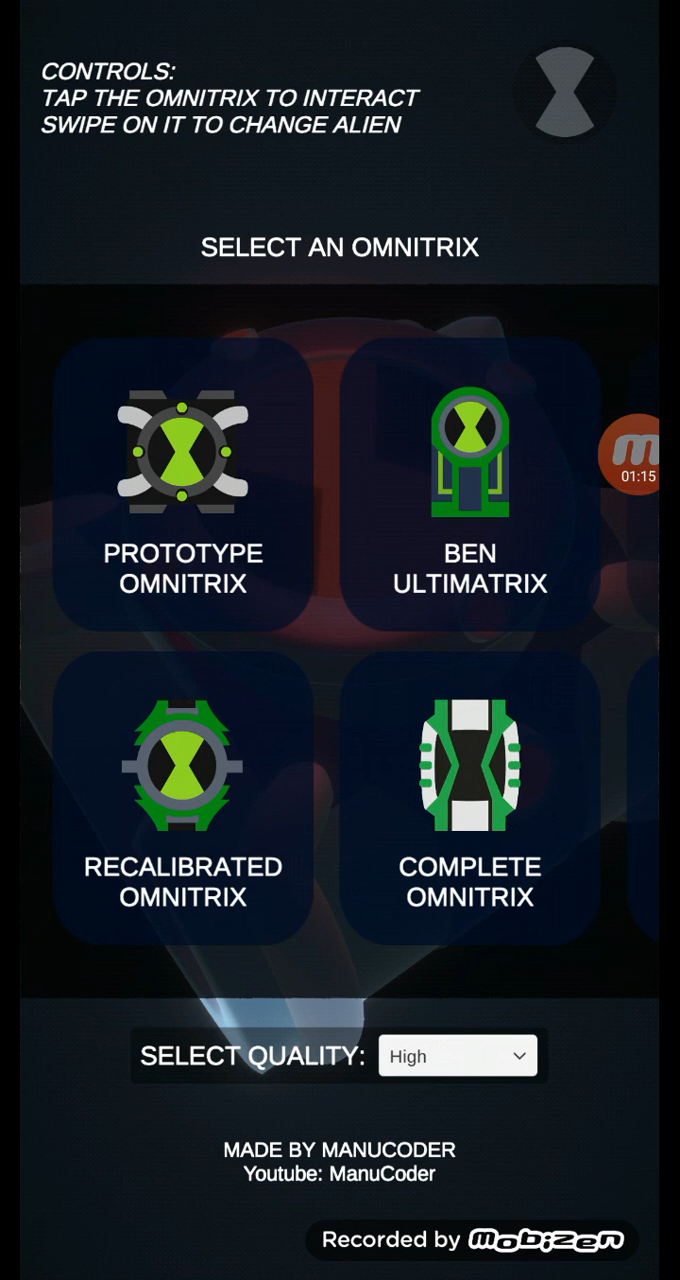 CONTROLS:
TAP THE OMNITRIX TO INTERACT
SWIPE ON IT TO CHANGE ALIEN
SELECT AN OMNITRIX
PROTOTYPE
OMNITRIX
BEN
ULTIMATRIX
m
01:15
RECALIBRATED
OMNITRIX
COMPLETE
OMNITRIX
SELECT QUALITY: High
MADE BY MANUCODER
Youtube: ManuCoder
Recorded by mobizen